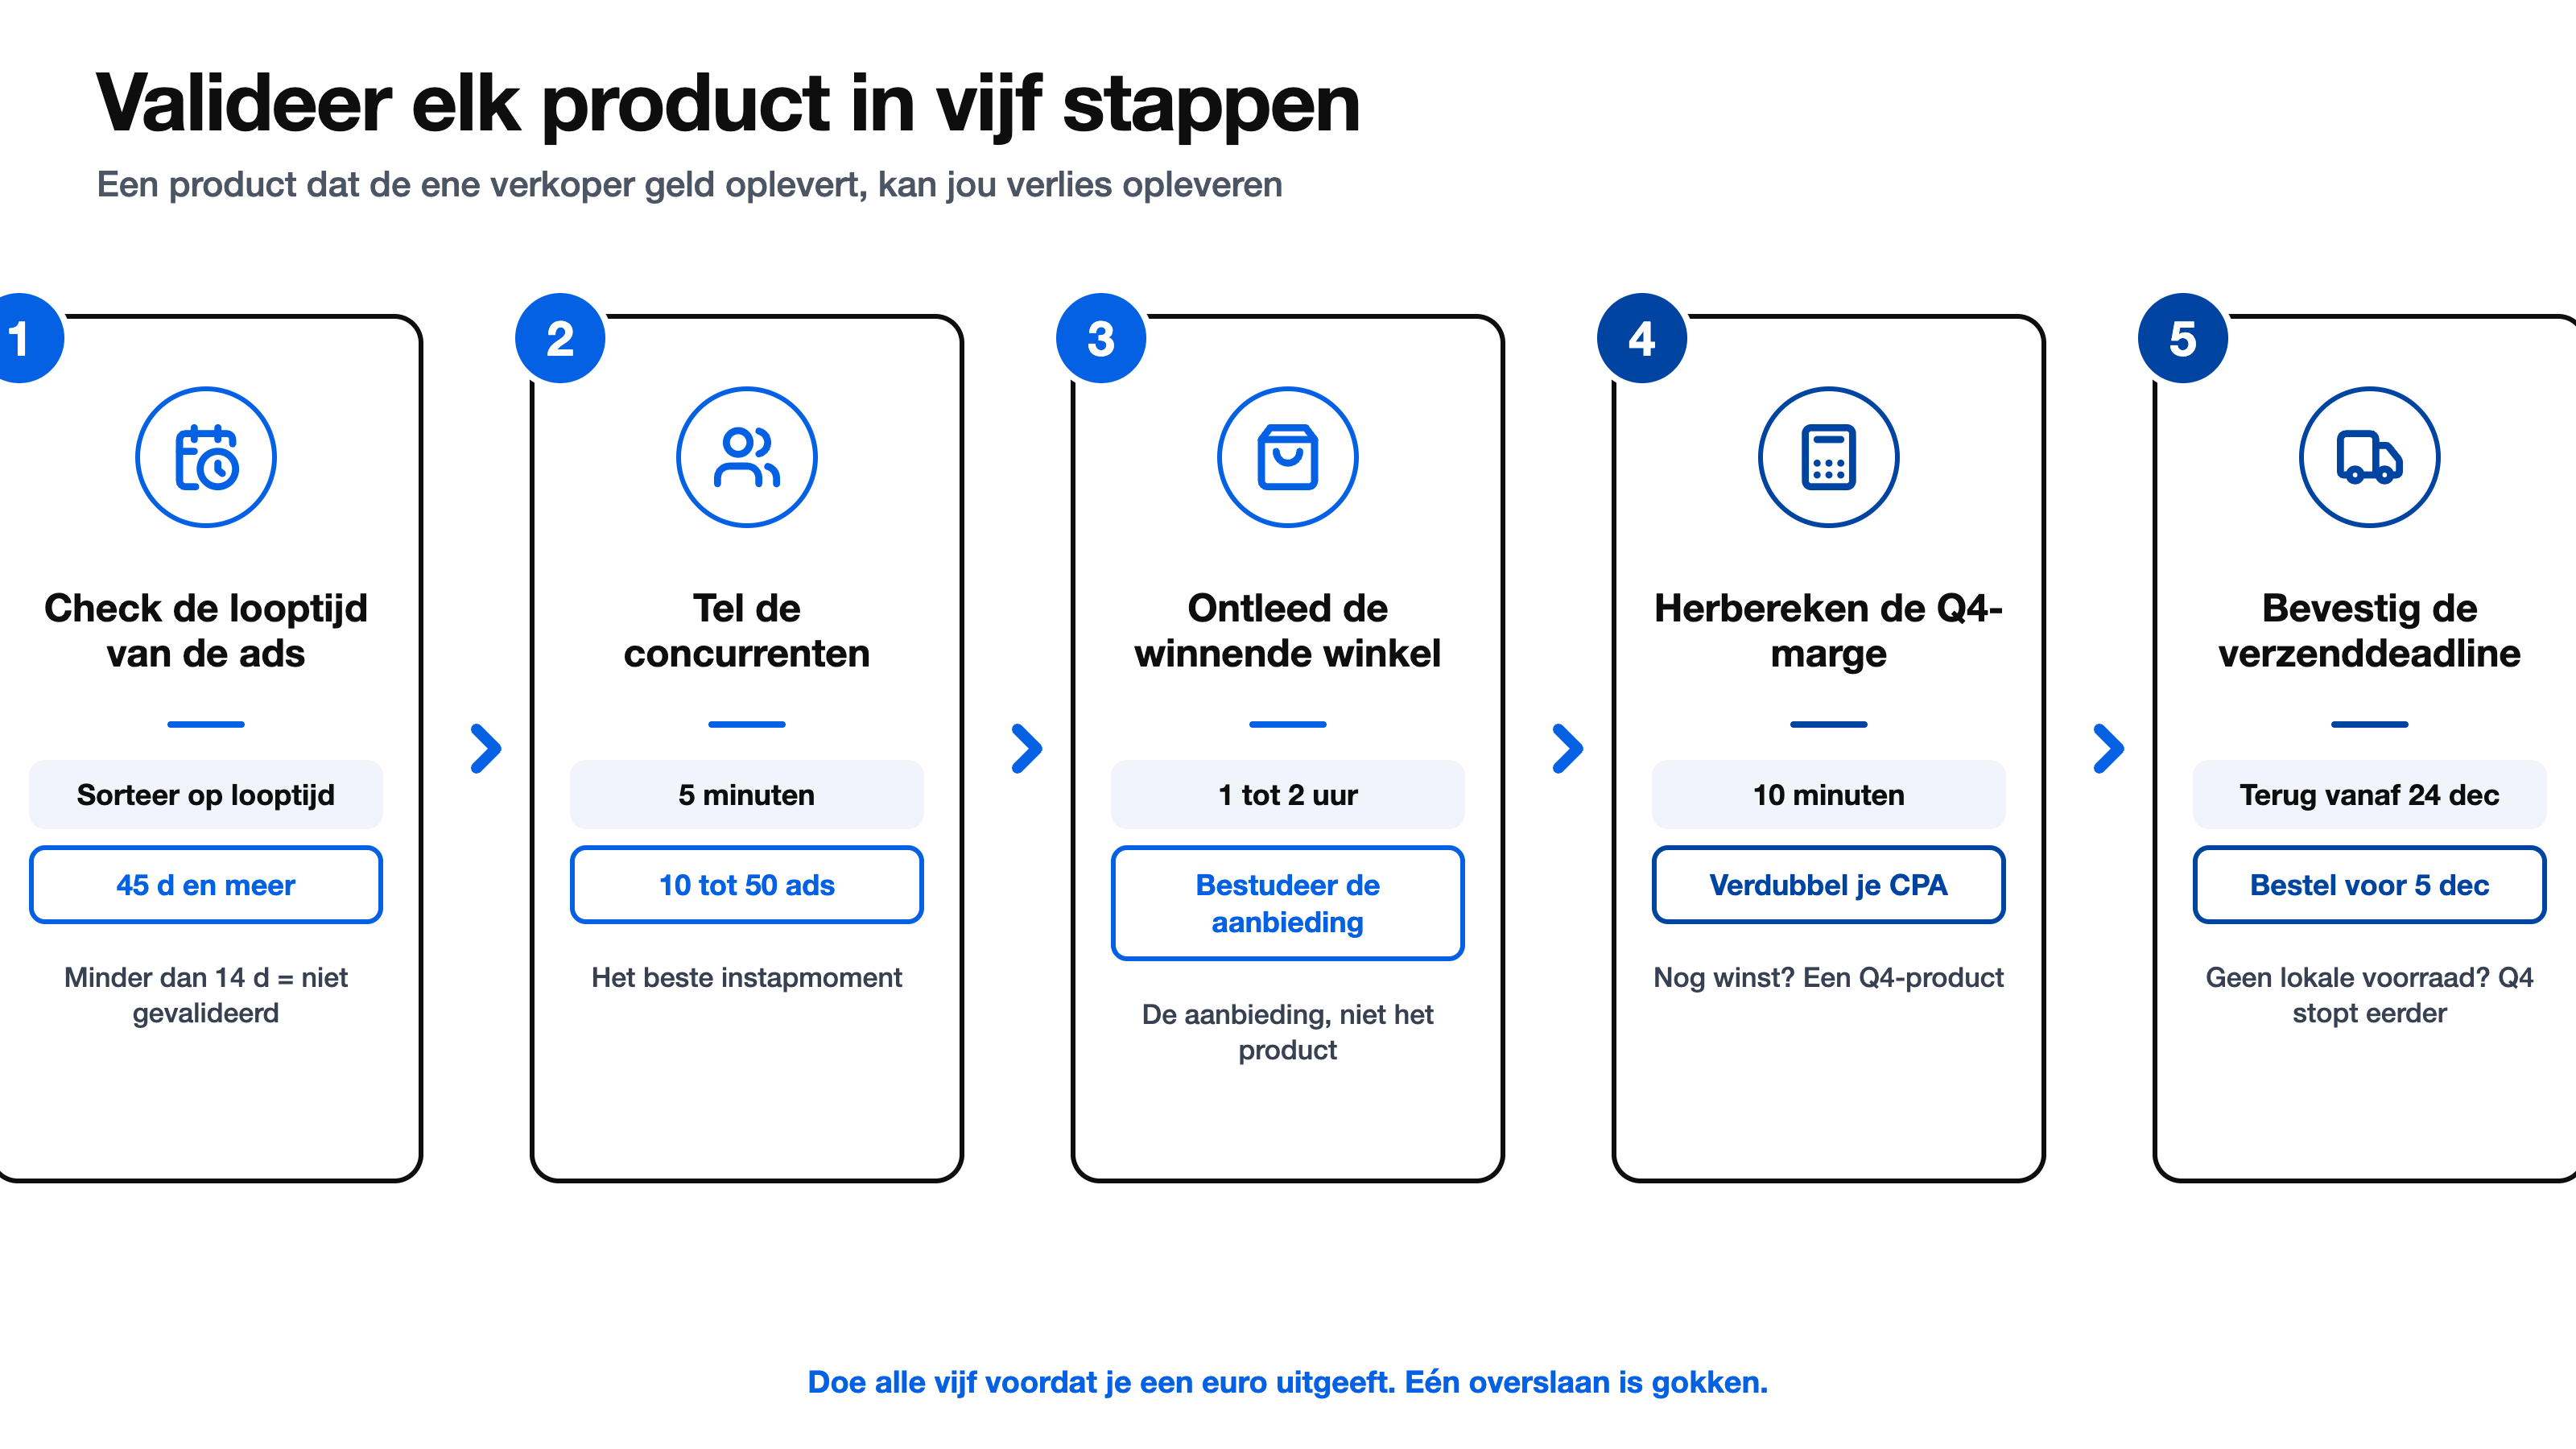 Valideer elk product in vijf stappen
Een product dat de ene verkoper geld oplevert, kan jou verlies opleveren
1
Check de looptijd
van de ads
Sorteer op looptijd
45 d en meer
Minder dan 14 d = niet
gevalideerd
2
Tel de
concurrenten
5 minuten
10 tot 50 ads
Het beste instapmoment
3
Ontleed de
winnende winkel
1 tot 2 uur
Bestudeer de
aanbieding
De aanbieding, niet het
product
4
Herbereken de Q4-
marge
10 minuten
Verdubbel je CPA
Nog winst? Een Q4-product
5
Bevestig de
verzenddeadline
Terug vanaf 24 dec
Bestel voor 5 dec
Geen lokale voorraad? Q4
stopt eerder
Doe alle vijf voordat je een euro uitgeeft. Eén overslaan is gokken.